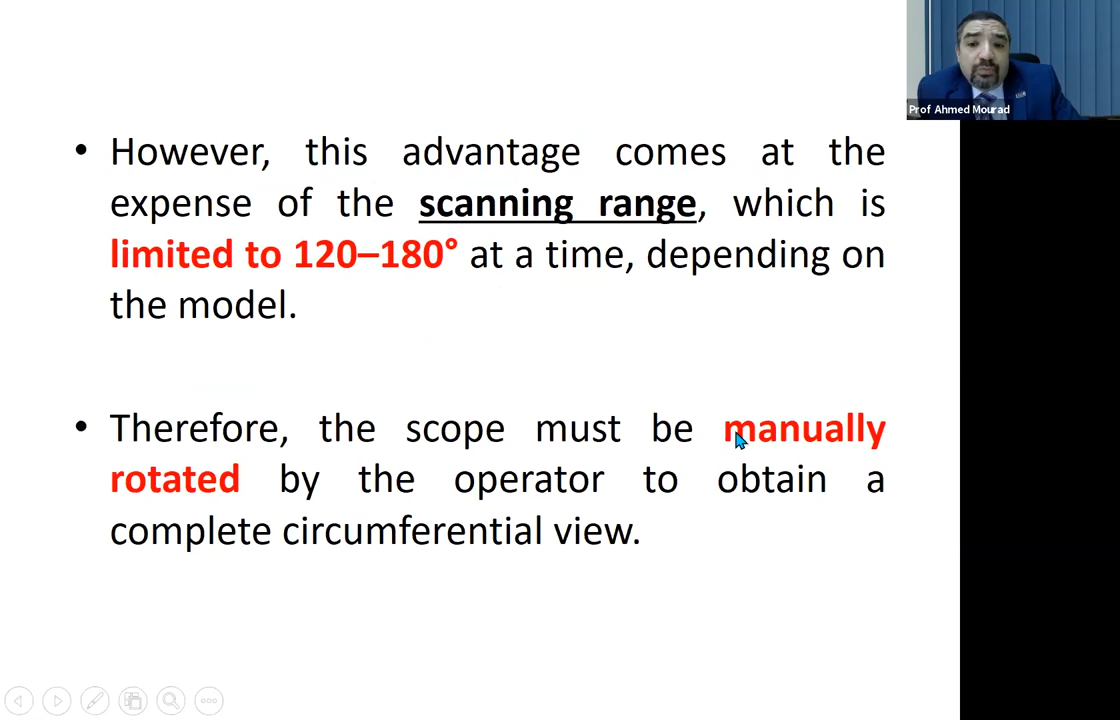 Prof Ahmed Mourad
• However, this advantage comes at the
expense of the scanning range, which is
limited to 120–180° at a time, depending on
the model.
• Therefore, the scope must be manually
rotated by the operator to obtain a
complete circumferential view.